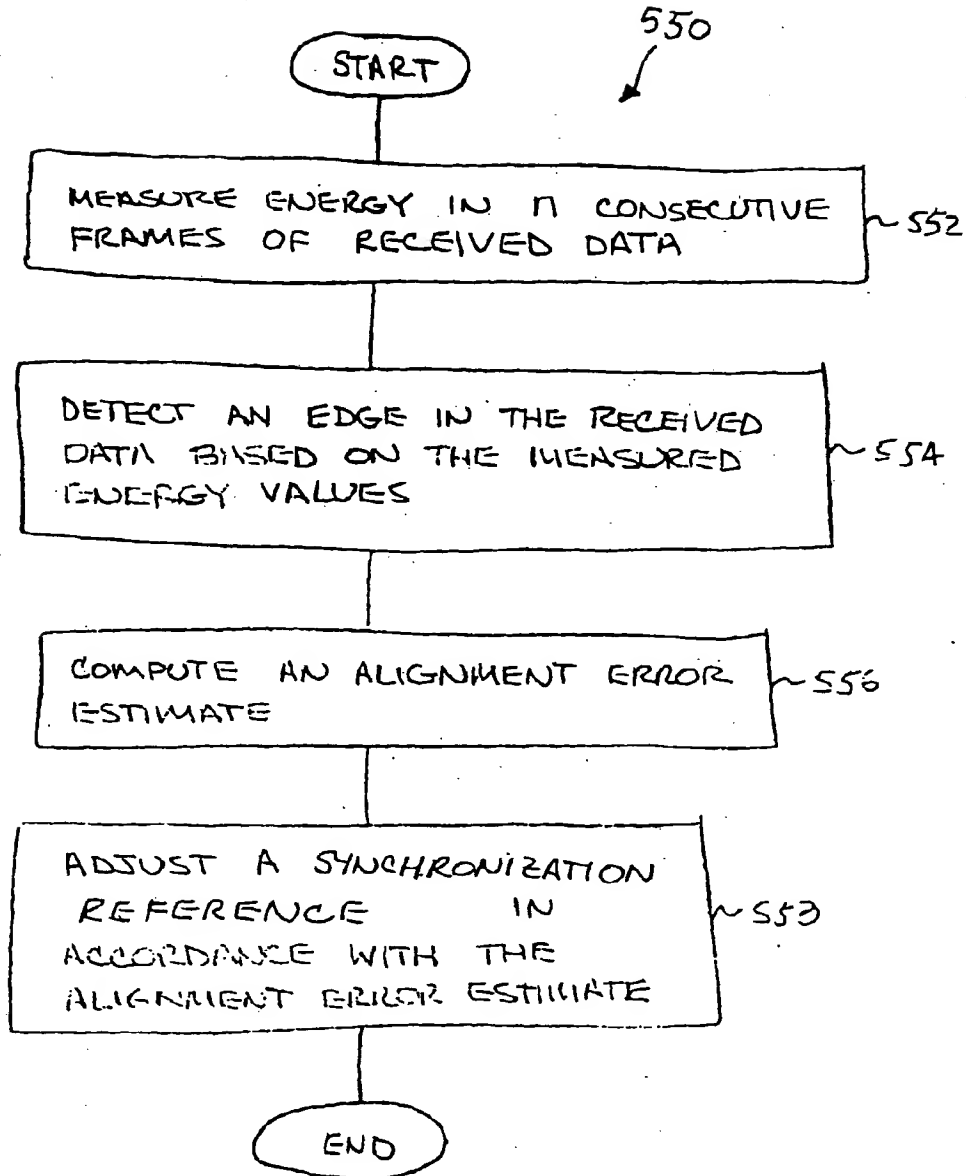 550
START
MEASURE ENERGY IN n CONSECUTIVE
FRAMES OF RECEIVED DATA
552
DETECT AN EDGE IN THE RECEIVED
DATA BASED ON THE MEASURED
ENERGY VALUES
554
COMPUTE AN ALIGNMENT ERROR
ESTIMATE
556
ADJUST A SYNCHRONIZATION
REFERENCE IN
ACCORDANCE WITH THE
ALIGNMENT ERROR ESTIMATE
553
END